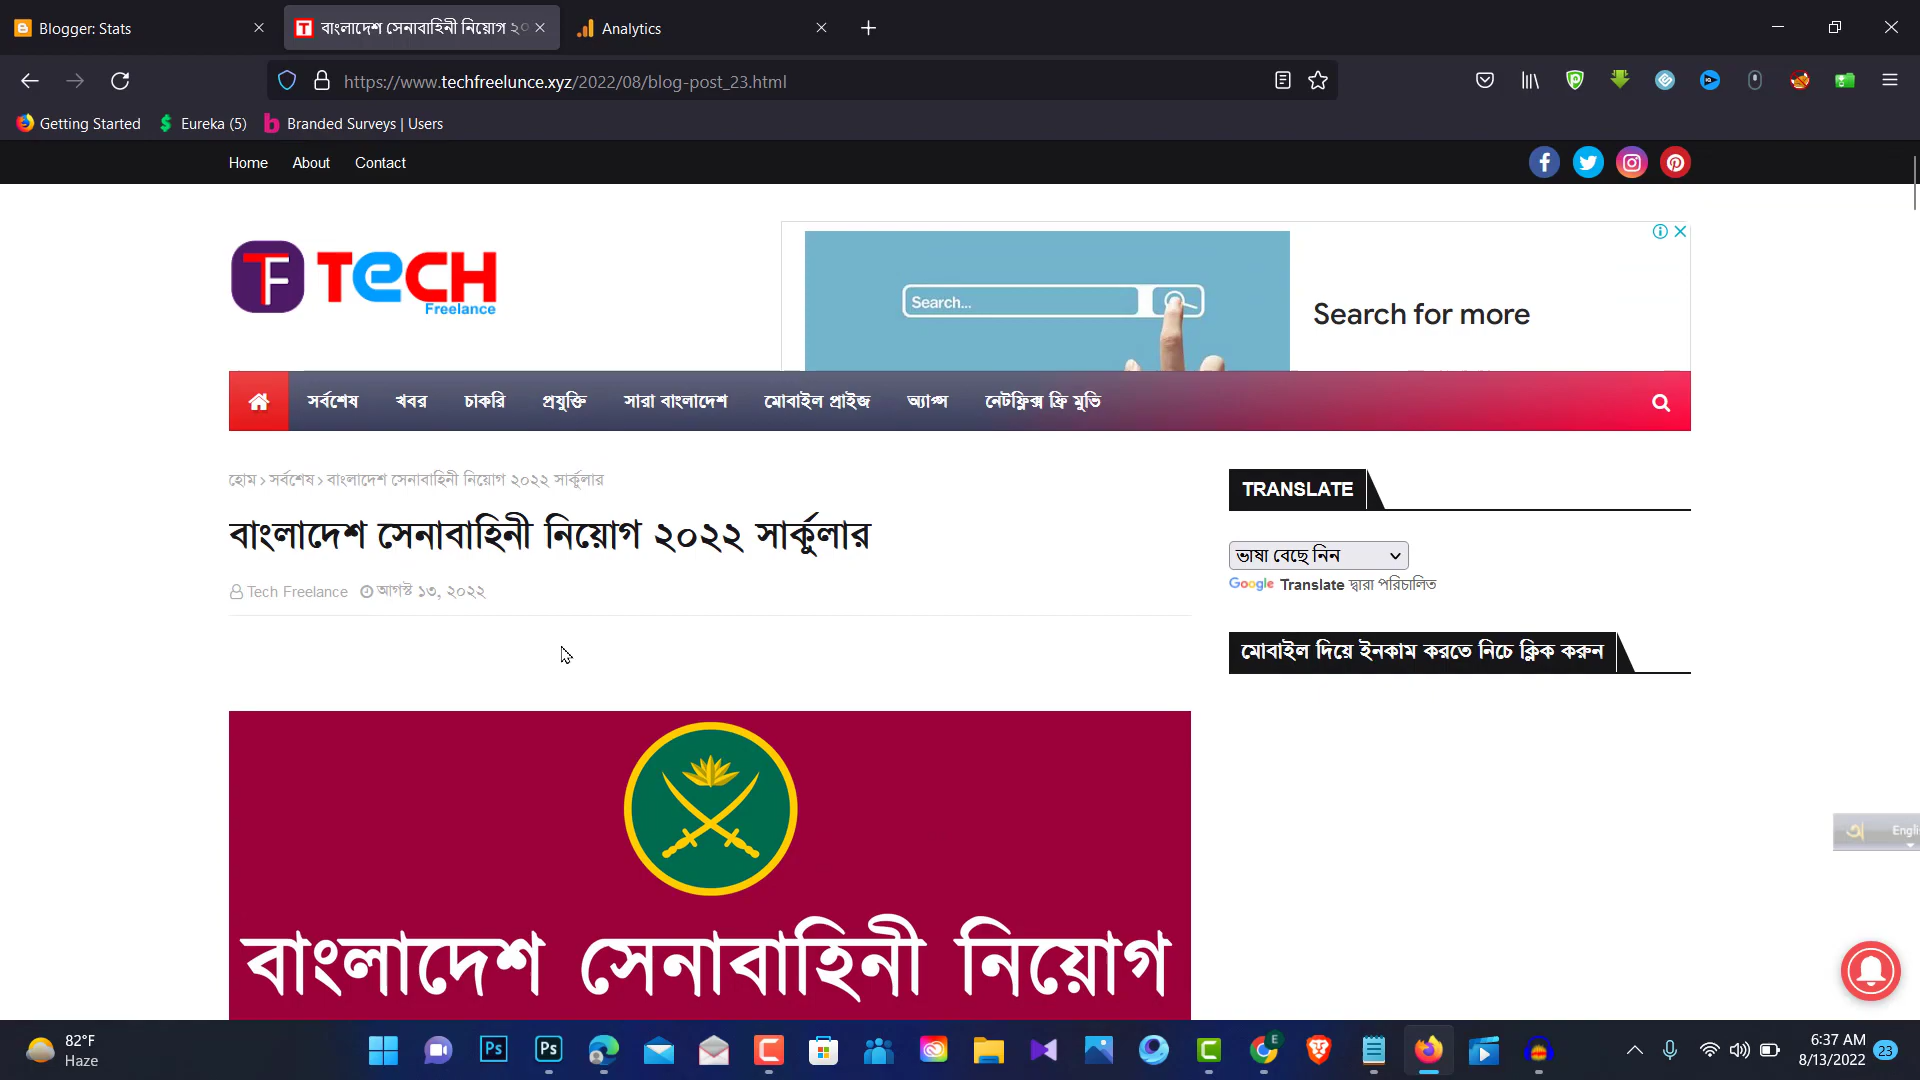 Blogger: Stats
বাংলাদেশ সেনাবাহিনী নিয়োগ ২০
Analytics
https://www.techfreelunce.xyz/2022/08/blog-post_23.html
Getting Started
Eureka (5)
Branded Surveys | Users
Home
About
Contact
TF TECH
Freelance
Search...
Search for more
সর্বশেষ
খবর
চাকরি
প্রযুক্তি
সারা বাংলাদেশ
মোবাইল প্রাইজ
অ্যাপ্স
নেটফ্লিক্স ফ্রি মুভি
হোম › সর্বশেষ › বাংলাদেশ সেনাবাহিনী নিয়োগ ২০২২ সার্কুলার
TRANSLATE
বাংলাদেশ সেনাবাহিনী নিয়োগ ২০২২ সার্কুলার
ভাষা বেছে নিন
Google Translate দ্বারা পরিচালিত
Tech Freelance আগস্ট ১৩, ২০২২
মোবাইল দিয়ে ইনকাম করতে নিচে ক্লিক করুন
বাংলাদেশ সেনাবাহিনী নিয়োগ
82°F
Haze
Ps
Ps
E
6:37 AM
8/13/2022
23